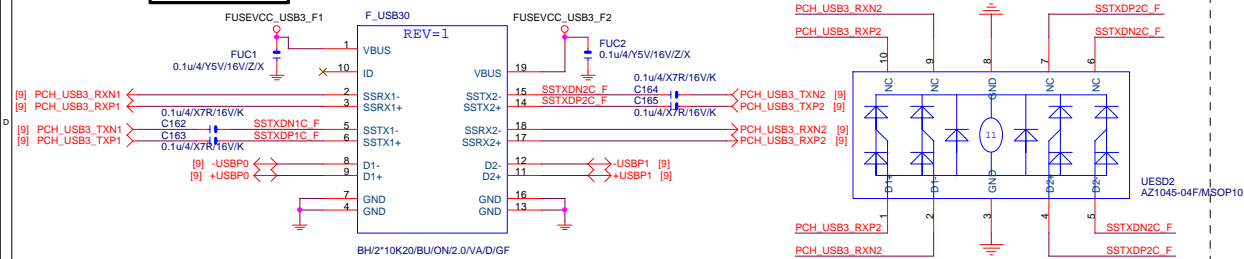 FUSEVCC_USB3_F1
F_USB30
FUSEVCC_USB3_F2
REV=1
FUC1
0.1u/4/Y5V/16V/Z/X
FUC2
0.1u/4/Y5V/16V/Z/X
1 VBUS
10 ID
VBUS 19
[9] PCH_USB3_RXN1 2 SSRX1-
[9] PCH_USB3_RXP1 3 SSRX1+
SSTX2- 15 SSTXDN2C_F C164 0.1u/4/X7R/16V/K PCH_USB3_TXN2 [9]
SSTX2+ 14 SSTXDP2C_F C165 0.1u/4/X7R/16V/K PCH_USB3_TXP2 [9]
0.1u/4/X7R/16V/K
[9] PCH_USB3_TXN1 C162 SSTXDN1C_F 5 SSTX1-
[9] PCH_USB3_TXP1 C163 SSTXDP1C_F 6 SSTX1+
0.1u/4/X7R/16V/K
SSRX2- 18 PCH_USB3_RXN2 [9]
SSRX2+ 17 PCH_USB3_RXP2 [9]
[9] -USBP0 8 D1-
[9] +USBP0 9 D1+
D2- 12 -USBP1 [9]
D2+ 11 +USBP1 [9]
7 GND
4 GND
GND 16
GND 13
BH/2*10K20/BU/ON/2.0/VA/D/GF
D
PCH_USB3_RXN2
PCH_USB3_RXP2
SSTXDP2C_F
SSTXDN2C_F
10 9 8 7 6
NC NC GND NC NC
11
D1+ D1- GND D2+ D2-
1 2 3 4 5
UESD2
AZ1045-04F/MSOP10
PCH_USB3_RXP2
PCH_USB3_RXN2
SSTXDN2C_F
SSTXDP2C_F